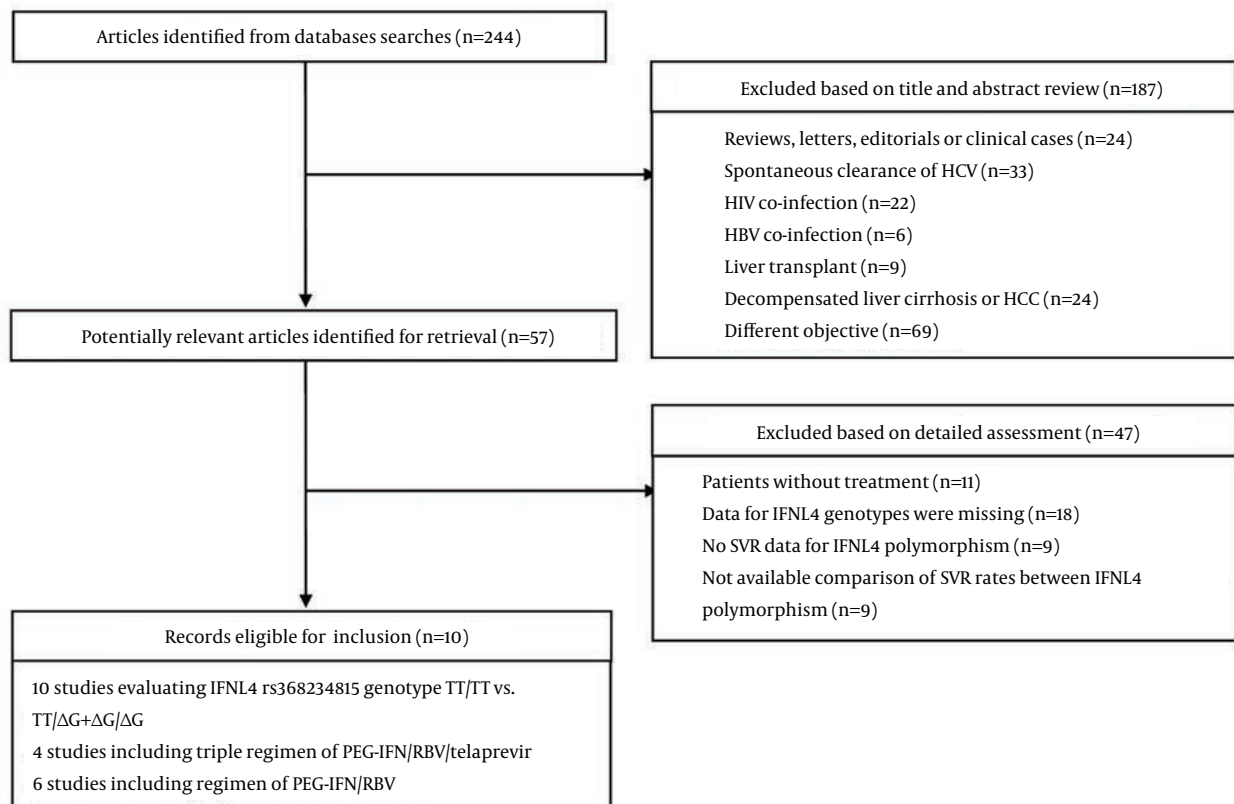 Articles identified from databases searches (n=244)
Excluded based on title and abstract review (n=187)
Reviews, letters, editorials or clinical cases (n=24)
Spontaneous clearance of HCV (n=33)
HIV co-infection (n=22)
HBV co-infection (n=6)
Liver transplant (n=9)
Decompensated liver cirrhosis or HCC (n=24)
Different objective (n=69)
Potentially relevant articles identified for retrieval (n=57)
Excluded based on detailed assessment (n=47)
Patients without treatment (n=11)
Data for IFNL4 genotypes were missing (n=18)
No SVR data for IFNL4 polymorphism (n=9)
Not available comparison of SVR rates between IFNL4
polymorphism (n=9)
Records eligible for inclusion (n=10)
10 studies evaluating IFNL4 rs368234815 genotype TT/TT vs.
TT/ΔG+ΔG/ΔG
4 studies including triple regimen of PEG-IFN/RBV/telaprevir
6 studies including regimen of PEG-IFN/RBV